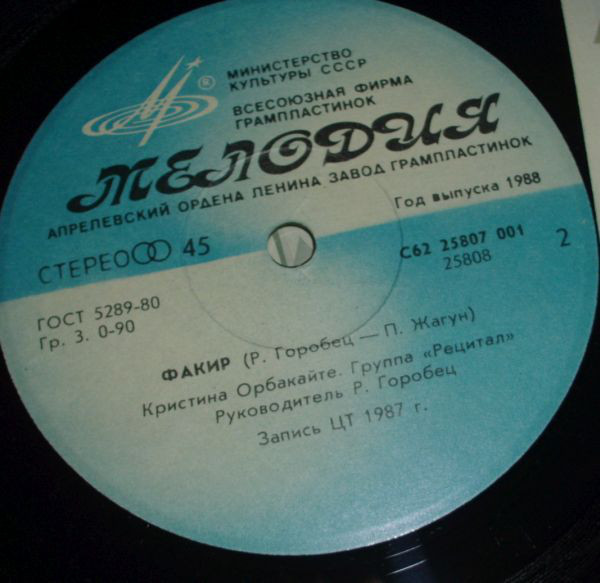 МИНИСТЕРСТВО
КУЛЬТУРЫ СССР
®
ВСЕСОЮЗНАЯ ФИРМА
ГРАМПЛАСТИНОК
МЕЛОДИЯ
АПРЕЛЕВСКИЙ ОРДЕНА ЛЕНИНА ЗАВОД ГРАМПЛАСТИНОК
Год выпуска 1988
СТЕРЕО 45
С62 25807 001 2
25808
ГОСТ 5289-80
Гр. 3. 0-90
ФАКИР (Р. Горобец — П. Жагун)
Кристина Орбакайте. Группа «Рецитал»
Руководитель Р. Горобец
Запись ЦТ 1987 г.